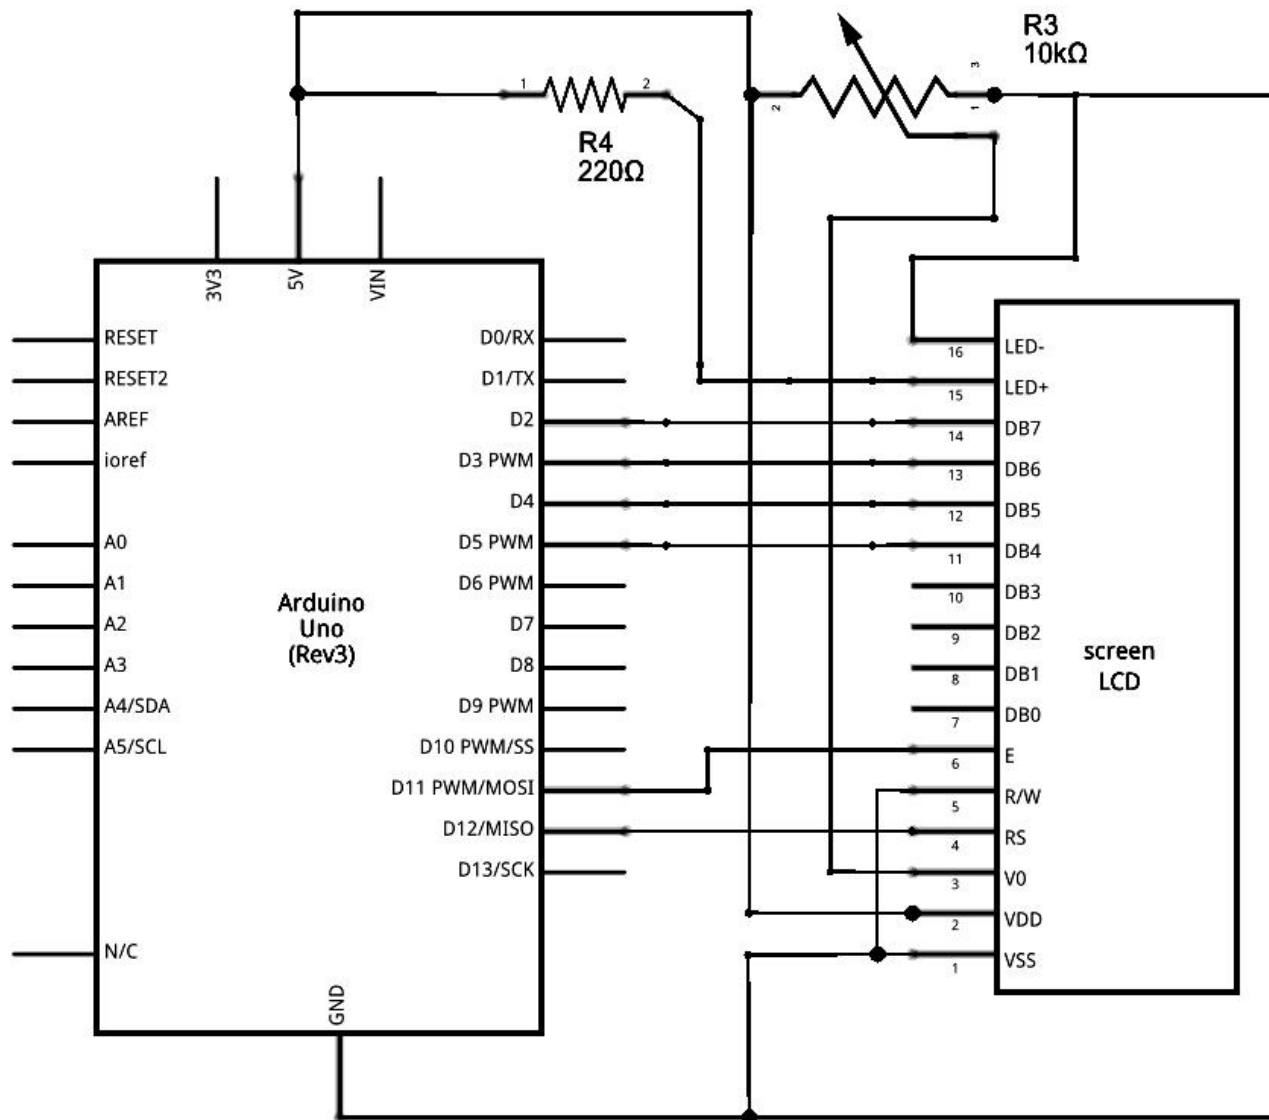 R3
10kΩ
3
1
2
1
2
R4
220Ω
3V3
5V
VIN
RESET
RESET2
AREF
ioref
A0
A1
A2
A3
A4/SDA
A5/SCL
N/C
Arduino
Uno
(Rev3)
GND
D0/RX
D1/TX
D2
D3 PWM
D4
D5 PWM
D6 PWM
D7
D8
D9 PWM
D10 PWM/SS
D11 PWM/MOSI
D12/MISO
D13/SCK
16 LED-
15 LED+
14 DB7
13 DB6
12 DB5
11 DB4
10 DB3
9 DB2
8 DB1
7 DB0
6 E
5 R/W
4 RS
3 V0
2 VDD
1 VSS
screen
LCD